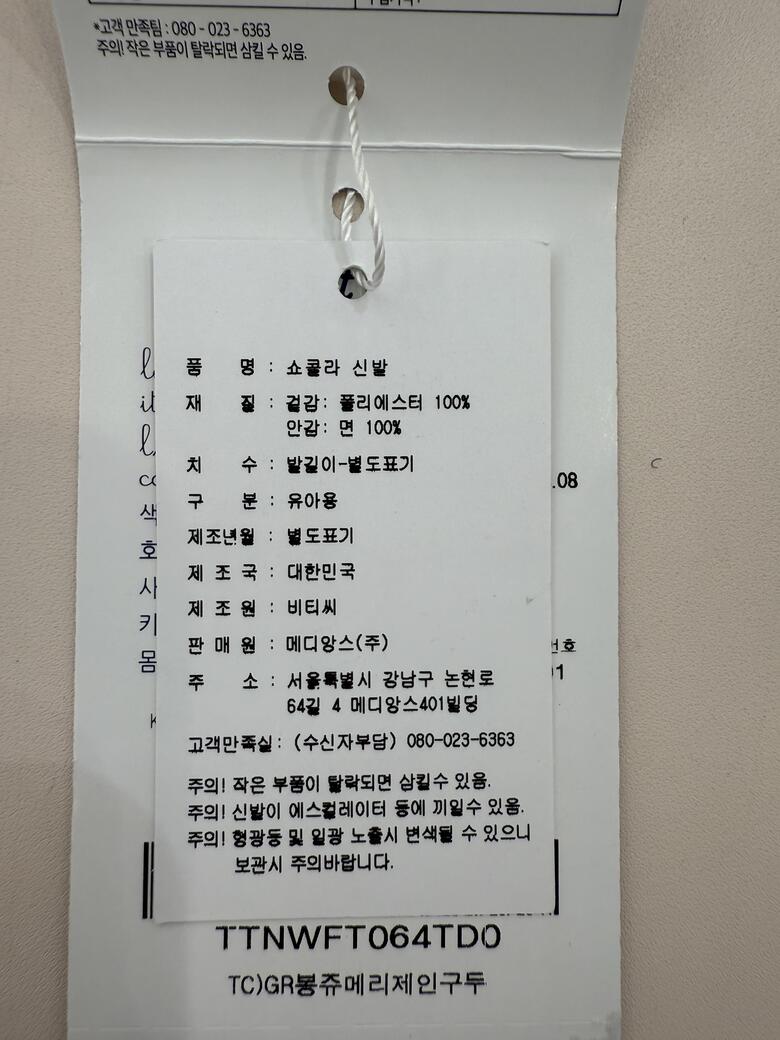 *고객 만족팀 : 080 - 023 - 6363
주의! 작은 부품이 탈락되면 삼킬 수 있음.
품 명 : 쇼콜라 신발
재 질 : 겉감: 폴리에스터 100%
안감: 면 100%
치 수 : 발길이-별도표기
구 분 : 유아용
제조년월 : 별도표기
제 조 국 : 대한민국
제 조 원 : 비티씨
판 매 원 : 메디앙스(주)
주 소 : 서울특별시 강남구 논현로
64길 4 메디앙스401빌딩
고객만족실: (수신자부담) 080-023-6363
주의! 작은 부품이 탈락되면 삼킬수 있음.
주의! 신발이 에스컬레이터 등에 끼일수 있음.
주의! 형광등 및 일광 노출시 변색될 수 있으니
보관시 주의바랍니다.
.08
색
호
사
키
몸
TTNWFT064TD0
TC)GR봉쥬메리제인구두